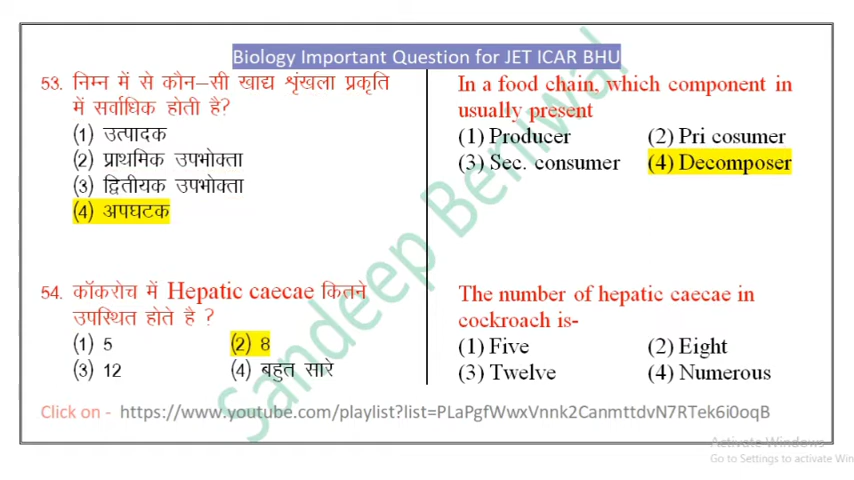 Biology Important Question for JET ICAR BHU
53. निम्न में से कौन–सी खाद्य शृंखला प्रकृति
में सर्वाधिक होती है?
(1) उत्पादक
(2) प्राथमिक उपभोक्ता
(3) द्वितीयक उपभोक्ता
(4) अपघटक
In a food chain, which component in
usually present
(1) Producer (2) Pri cosumer
(3) Sec. consumer (4) Decomposer
54. कॉकरोच में Hepatic caecae कितने
उपस्थित होते है ?
(1) 5 (2) 8
(3) 12 (4) बहुत सारे
The number of hepatic caecae in
cockroach is-
(1) Five (2) Eight
(3) Twelve (4) Numerous
Click on - https://www.youtube.com/playlist?list=PLaPgfWwxVnnk2CanmttdvN7RTek6i0oqB
Sandeep Beniwal
Activate Windows
Go to Settings to activate Win